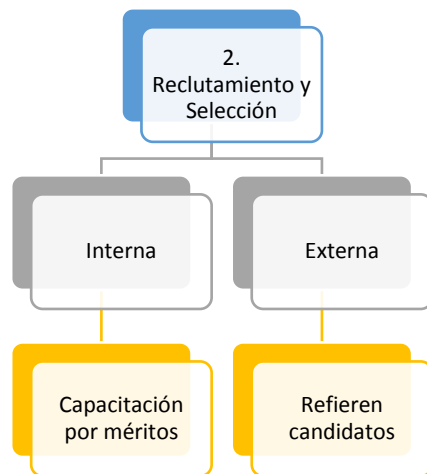 2.
Reclutamiento y
Selección
Interna
Externa
Capacitación
por méritos
Refieren
candidatos